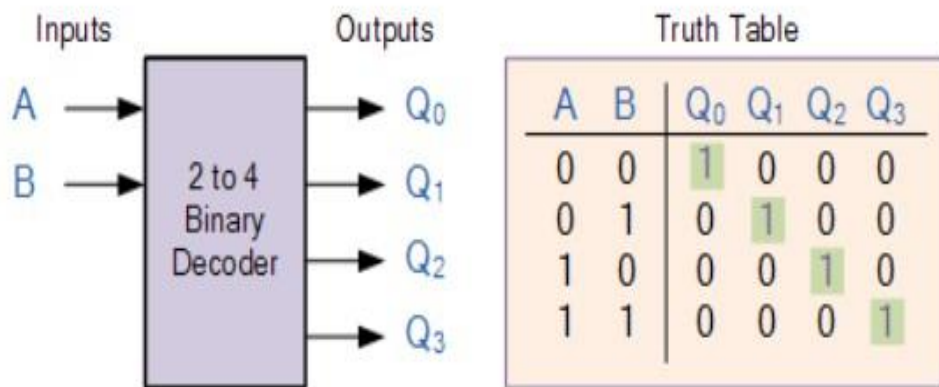 Inputs
Outputs
A
B
2 to 4
Binary
Decoder
Q₀
Q₁
Q₂
Q₃
Truth Table
A B Q₀ Q₁ Q₂ Q₃
0 0 1 0 0 0
0 1 0 1 0 0
1 0 0 0 1 0
1 1 0 0 0 1